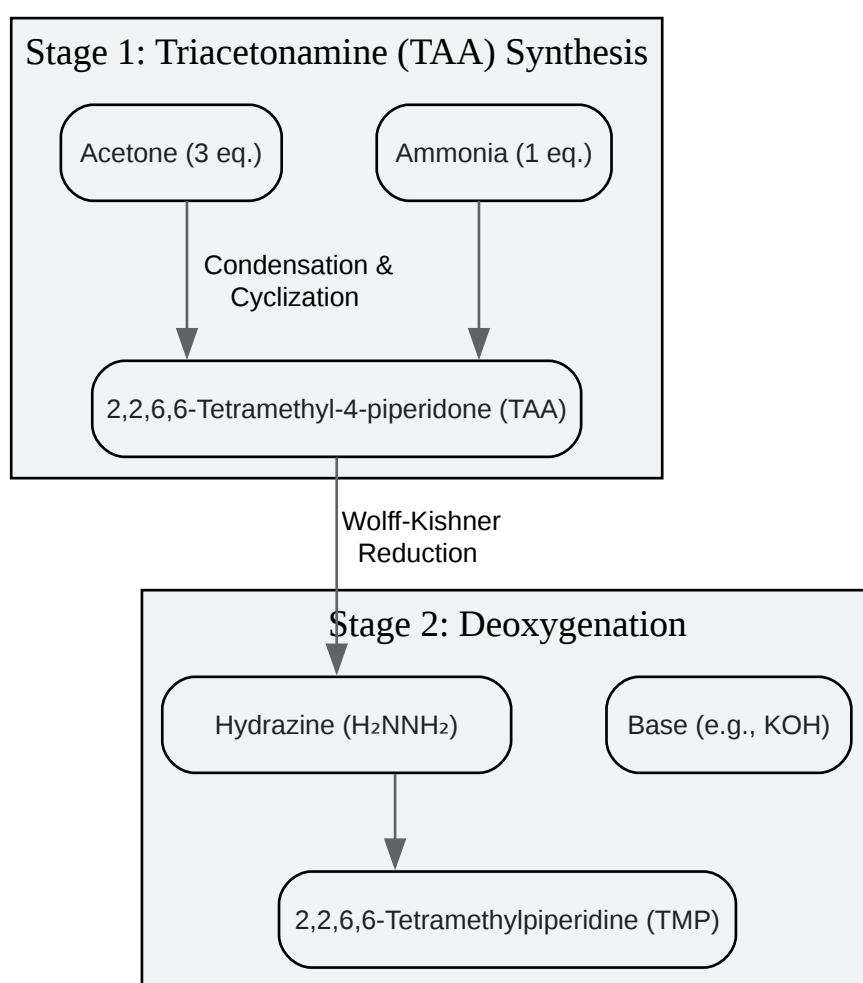 Stage 1: Triacetonamine (TAA) Synthesis
Acetone (3 eq.)
Ammonia (1 eq.)
Condensation &
Cyclization
2,2,6,6-Tetramethyl-4-piperidone (TAA)
Wolff-Kishner
Reduction
Stage 2: Deoxygenation
Hydrazine (H₂NNH₂)
Base (e.g., KOH)
2,2,6,6-Tetramethylpiperidine (TMP)